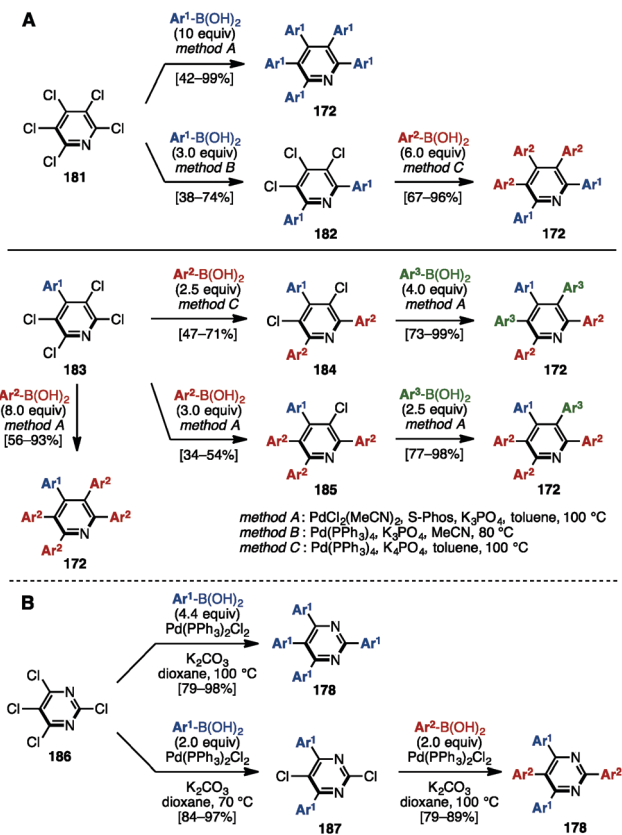 A
Ar¹-B(OH)₂
(10 equiv)
method A
[42–99%]
Ar¹ Ar¹
Ar¹ Ar¹
N
Ar¹
172
Cl
Cl Cl
Cl Cl
N
Cl
181
Ar¹-B(OH)₂
(3.0 equiv)
method B
[38–74%]
Cl Cl
Cl Ar¹
N
Ar¹
182
Ar²-B(OH)₂
(6.0 equiv)
method C
[67–96%]
Ar² Ar²
Ar² Ar¹
N
Ar¹
172
Ar¹
Cl
Cl Cl
N
Cl
183
Ar²-B(OH)₂
(2.5 equiv)
method C
[47–71%]
Ar¹ Cl
Cl Ar²
N
Ar²
184
Ar³-B(OH)₂
(4.0 equiv)
method A
[73–99%]
Ar¹ Ar³
Ar³ Ar²
N
Ar²
172
Ar²-B(OH)₂
(8.0 equiv)
method A
[56–93%]
Ar¹ Ar²
Ar² Ar²
N
Ar²
172
Ar²-B(OH)₂
(3.0 equiv)
method A
[34–54%]
Ar¹ Cl
Ar² Ar²
N
Ar²
185
Ar³-B(OH)₂
(2.5 equiv)
method A
[77–98%]
Ar¹ Ar³
Ar² Ar²
N
Ar²
172
method A : PdCl₂(MeCN)₂, S-Phos, K₃PO₄, toluene, 100 °C
method B : Pd(PPh₃)₄, K₃PO₄, MeCN, 80 °C
method C : Pd(PPh₃)₄, K₄PO₄, toluene, 100 °C
B
Ar¹-B(OH)₂
(4.4 equiv)
Pd(PPh₃)₂Cl₂
K₂CO₃
dioxane, 100 °C
[79–98%]
Ar¹
N
Ar¹ Ar¹
N
Ar¹
178
Cl
N
Cl Cl
N
Cl
186
Ar¹-B(OH)₂
(2.0 equiv)
Pd(PPh₃)₂Cl₂
K₂CO₃
dioxane, 70 °C
[84–97%]
Ar¹
N
Cl Cl
N
Ar¹
187
Ar²-B(OH)₂
(2.0 equiv)
Pd(PPh₃)₂Cl₂
K₂CO₃
dioxane, 100 °C
[79–89%]
Ar¹
N
Ar² Ar²
N
Ar¹
178